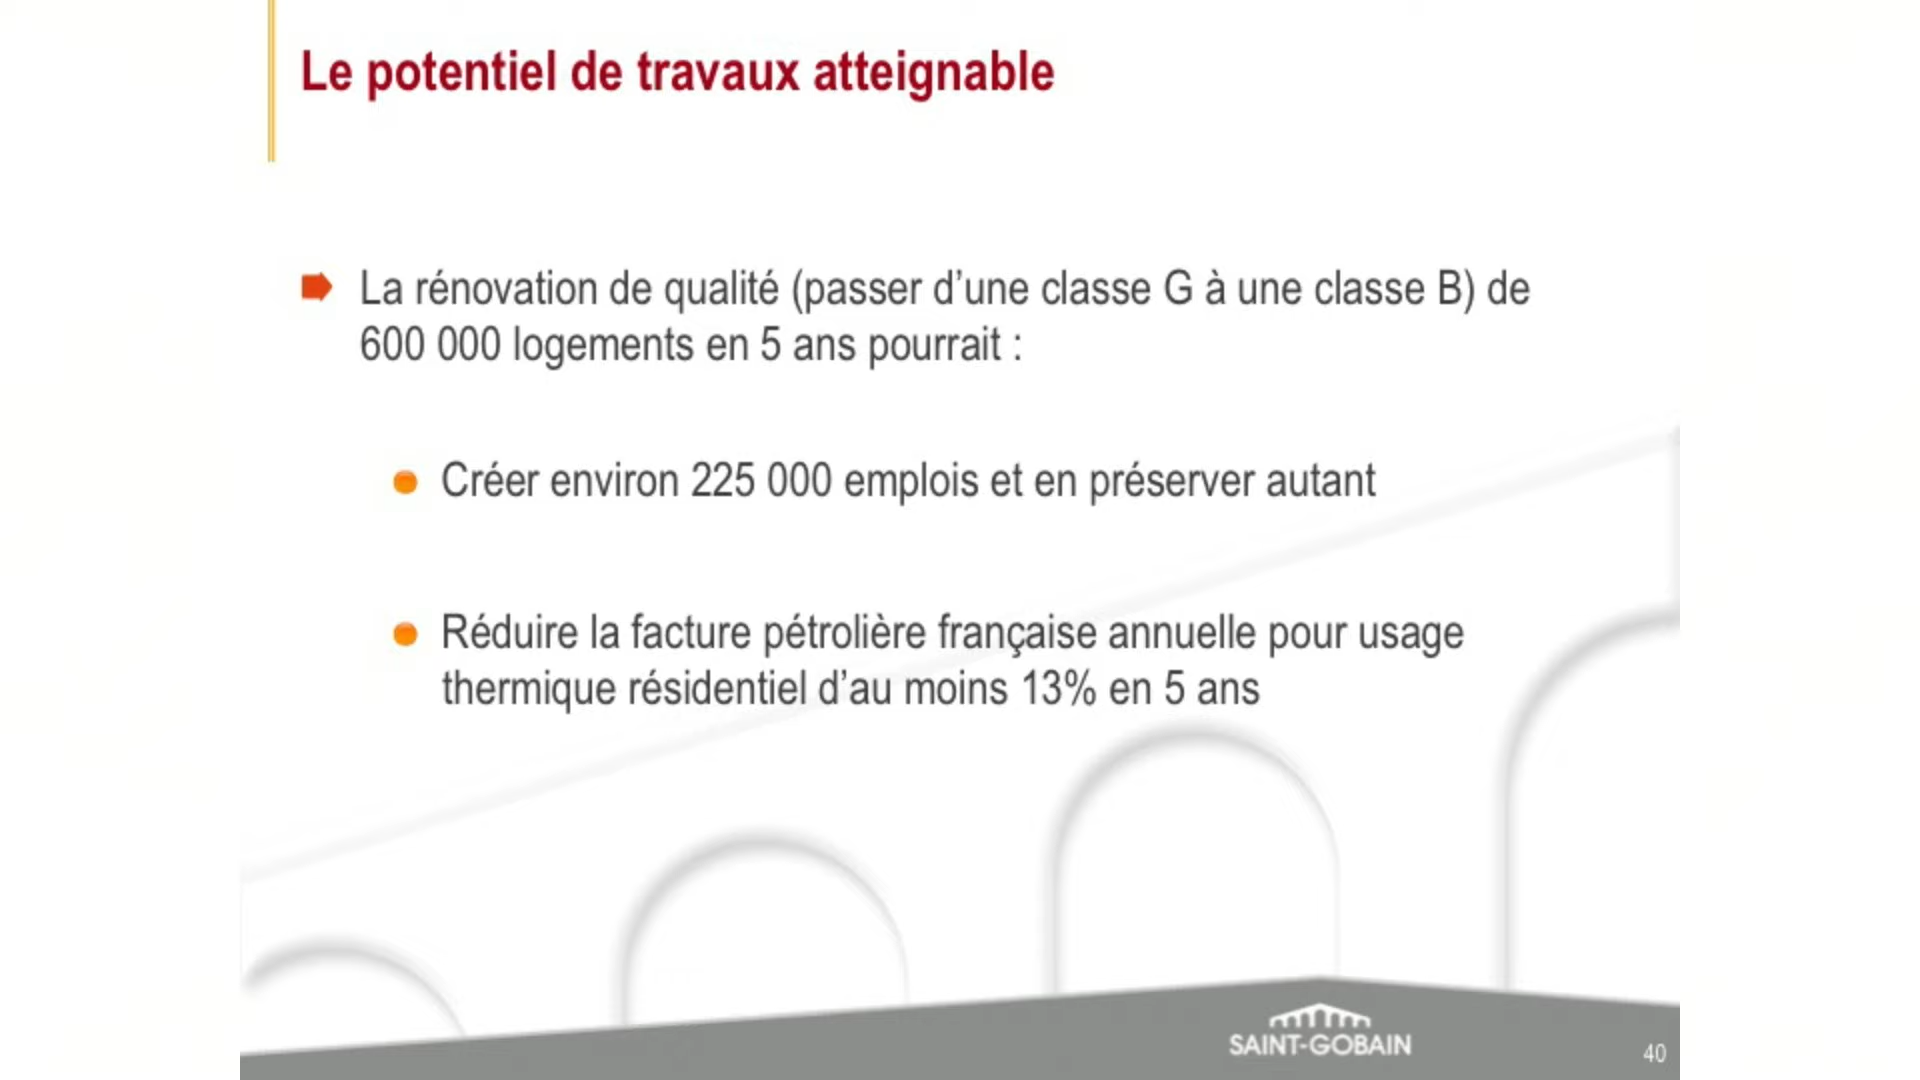 Le potentiel de travaux atteignable
La rénovation de qualité (passer d’une classe G à une classe B) de
600 000 logements en 5 ans pourrait :
Créer environ 225 000 emplois et en préserver autant
Réduire la facture pétrolière française annuelle pour usage
thermique résidentiel d’au moins 13% en 5 ans
SAINT-GOBAIN
40